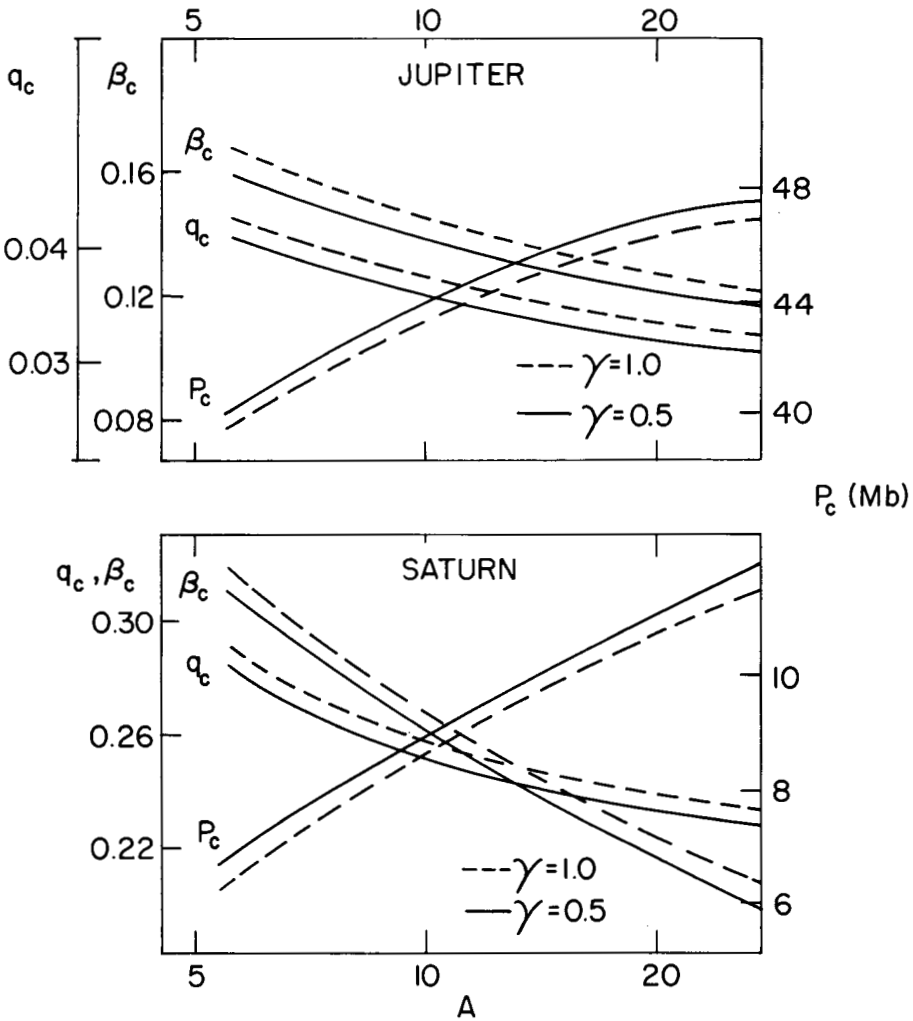 5 10 20
q_c β_c JUPITER
β_c
0.16 48
q_c
0.04
0.12 44
0.03 γ=1.0
P_c
0.08 γ=0.5 40
P_c (Mb)
q_c, β_c β_c SATURN
0.30
q_c 10
0.26
8
P_c
0.22 γ=1.0
γ=0.5 6
5 10 20
A